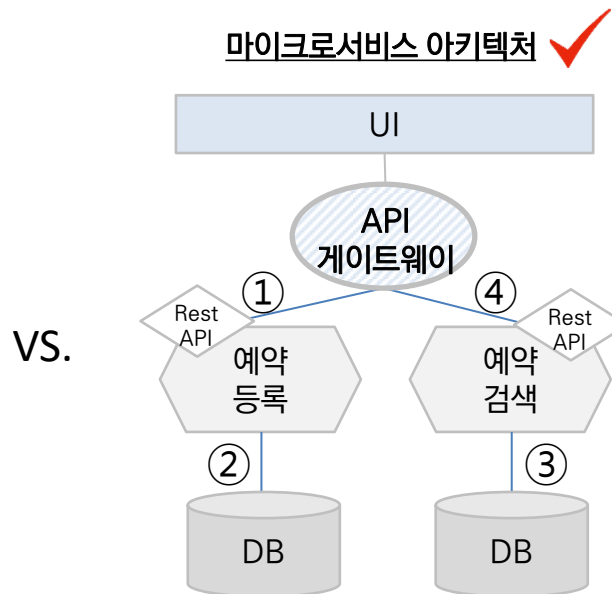 마이크로서비스 아키텍처
UI
API
게이트웨이
① ④
Rest
API
Rest
API
VS.
예약
등록
예약
검색
② ③
DB
DB